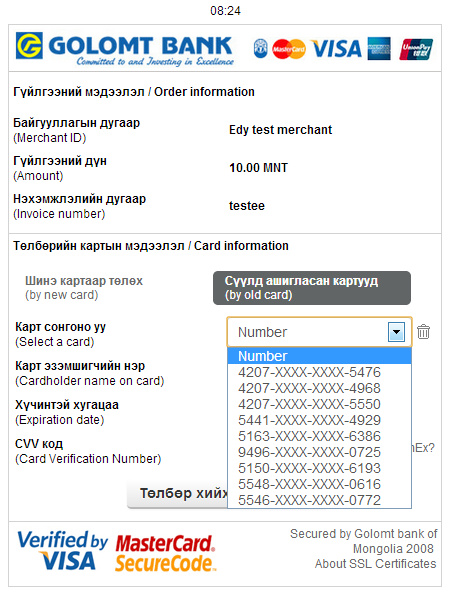 08:24
GOLOMT BANK
Committed to and Investing in Excellence
MasterCard VISA AMERICAN EXPRESS UnionPay
Гүйлгээний мэдээлэл / Order information
Байгууллагын дугаар
(Merchant ID)
Edy test merchant
Гүйлгээний дүн
(Amount)
10.00 MNT
Нэхэмжлэлийн дугаар
(Invoice number)
testee
Төлбөрийн картын мэдээлэл / Card information
Шинэ картаар төлөх
(by new card)
Сүүлд ашигласан картууд
(by old card)
Карт сонгоно уу
(Select a card)
Number
Number
4207-XXXX-XXXX-5476
4207-XXXX-XXXX-4968
4207-XXXX-XXXX-5550
5441-XXXX-XXXX-4929
5163-XXXX-XXXX-6386
9496-XXXX-XXXX-0725
5150-XXXX-XXXX-6193
5548-XXXX-XXXX-0616
5546-XXXX-XXXX-0772
Карт эзэмшигчийн нэр
(Cardholder name on card)
Хүчинтэй хугацаа
(Expiration date)
CVV код
(Card Verification Number)
nEx?
Төлбөр хийх
Verified by VISA
MasterCard. SecureCode.
Secured by Golomt bank of
Mongolia 2008
About SSL Certificates